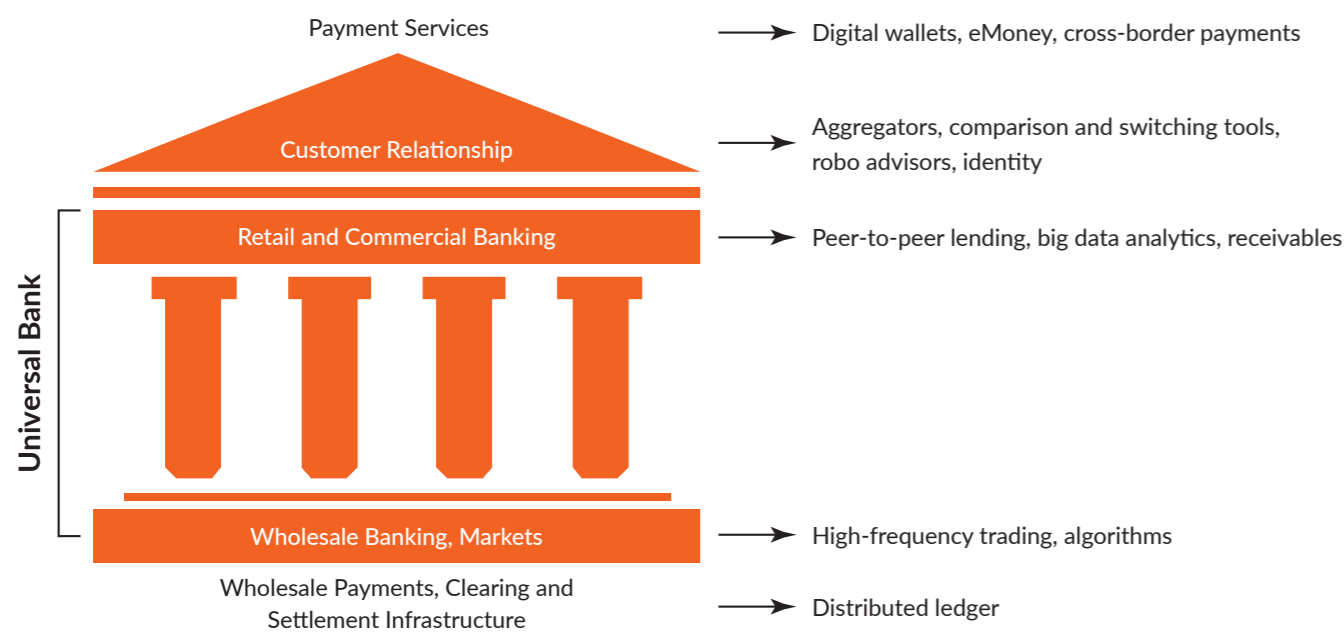 Payment Services
Digital wallets, eMoney, cross-border payments
Customer Relationship
Aggregators, comparison and switching tools,
robo advisors, identity
Universal Bank
Retail and Commercial Banking
Peer-to-peer lending, big data analytics, receivables
Wholesale Banking, Markets
High-frequency trading, algorithms
Wholesale Payments, Clearing and
Settlement Infrastructure
Distributed ledger